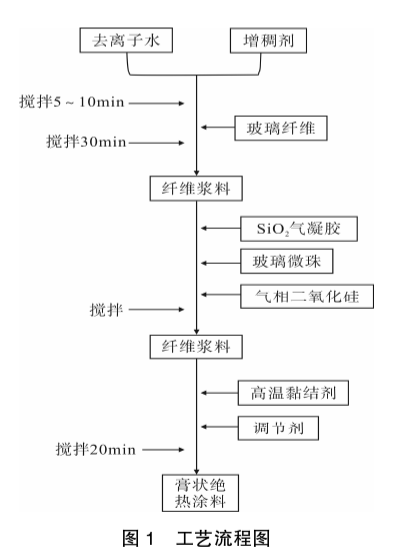 去离子水
增稠剂
搅拌5~10min
玻璃纤维
搅拌30min
纤维浆料
SiO₂气凝胶
玻璃微珠
气相二氧化硅
搅拌
纤维浆料
高温黏结剂
调节剂
搅拌20min
膏状绝
热涂料
图 1 工艺流程图